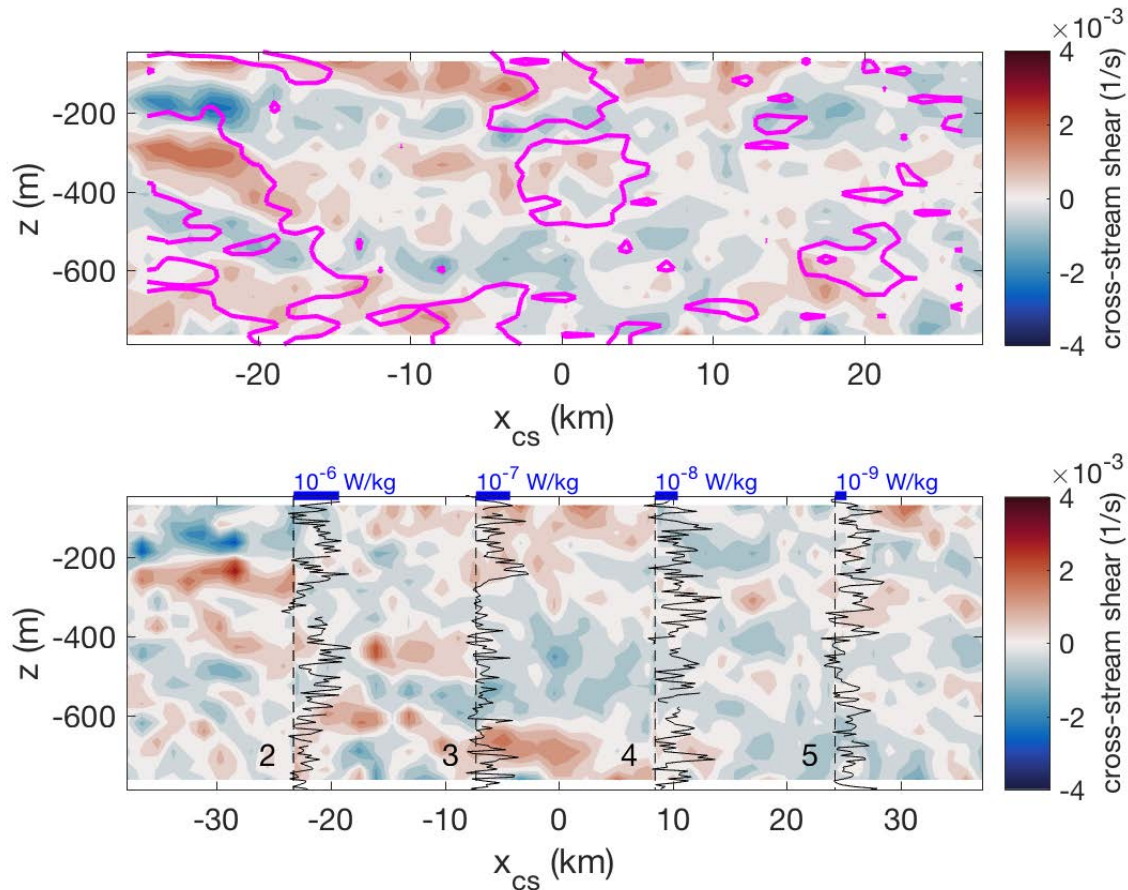 ×10⁻³
4
2
0
-2
-4
cross-stream shear (1/s)
-200
-400
-600
z (m)
-20 -10 0 10 20
x_cs (km)
10⁻⁶ W/kg 10⁻⁷ W/kg 10⁻⁸ W/kg 10⁻⁹ W/kg
×10⁻³
4
2
0
-2
-4
cross-stream shear (1/s)
-200
-400
-600
z (m)
2 3 4 5
-30 -20 -10 0 10 20 30
x_cs (km)